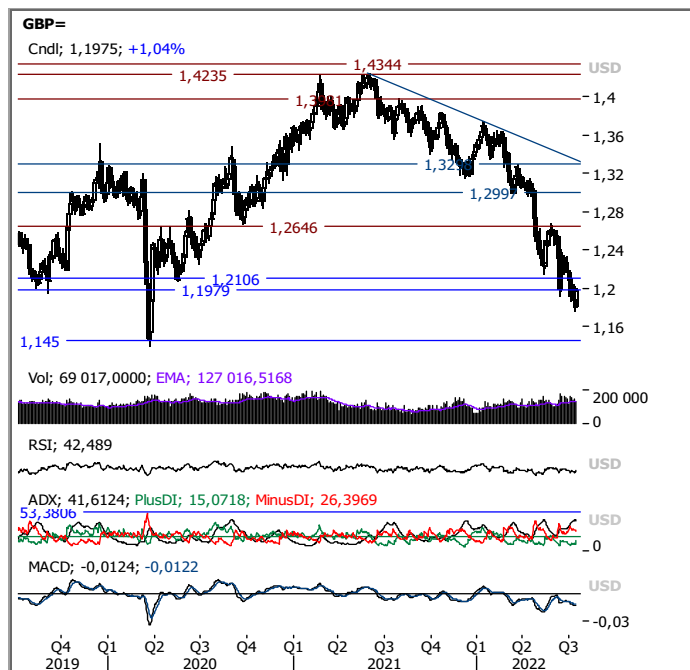 GBP=
Cndl; 1,1975; +1,04%
1,4344
USD
1,4235
1,4
1,36
1,3298
1,32
1,2997
1,28
1,2646
1,24
1,2106
1,1979
1,2
1,16
1,145
Vol; 69 017,0000; EMA; 127 016,5168
200 000
0
RSI; 42,489
USD
ADX; 41,6124; PlusDI; 15,0718; MinusDI; 26,3969
53,3806
USD
0
MACD; -0,0124; -0,0122
USD
-0,03
Q4 Q1 Q2 Q3 Q4 Q1 Q2 Q3 Q4 Q1 Q2 Q3
2019 2020 2021 2022